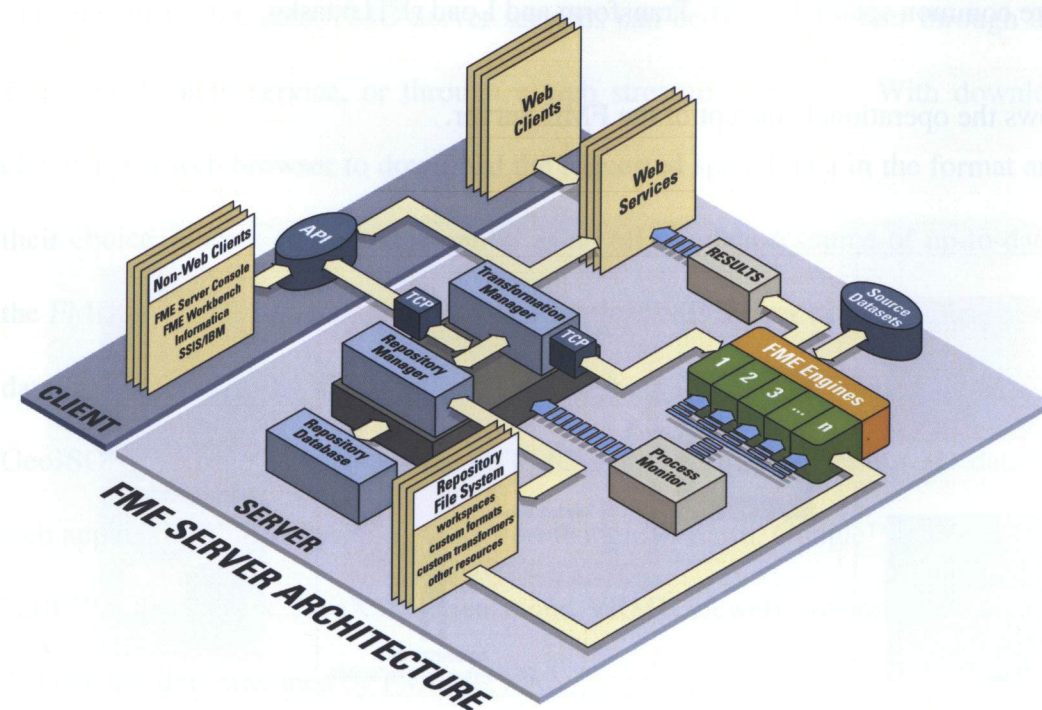 Web
Clients
Web
Services
API
Non-Web Clients
FME Server Console
FME Workbench
Informatica
SSIS/IBM
TCP
Transformation
Manager
TCP
RESULTS
Source
Datasets
FME Engines
1
2
3
...
n
Repository
Manager
Repository
Database
Process
Monitor
Repository
File System
workspaces
custom formats
custom transformers
other resources
CLIENT
SERVER
FME SERVER ARCHITECTURE